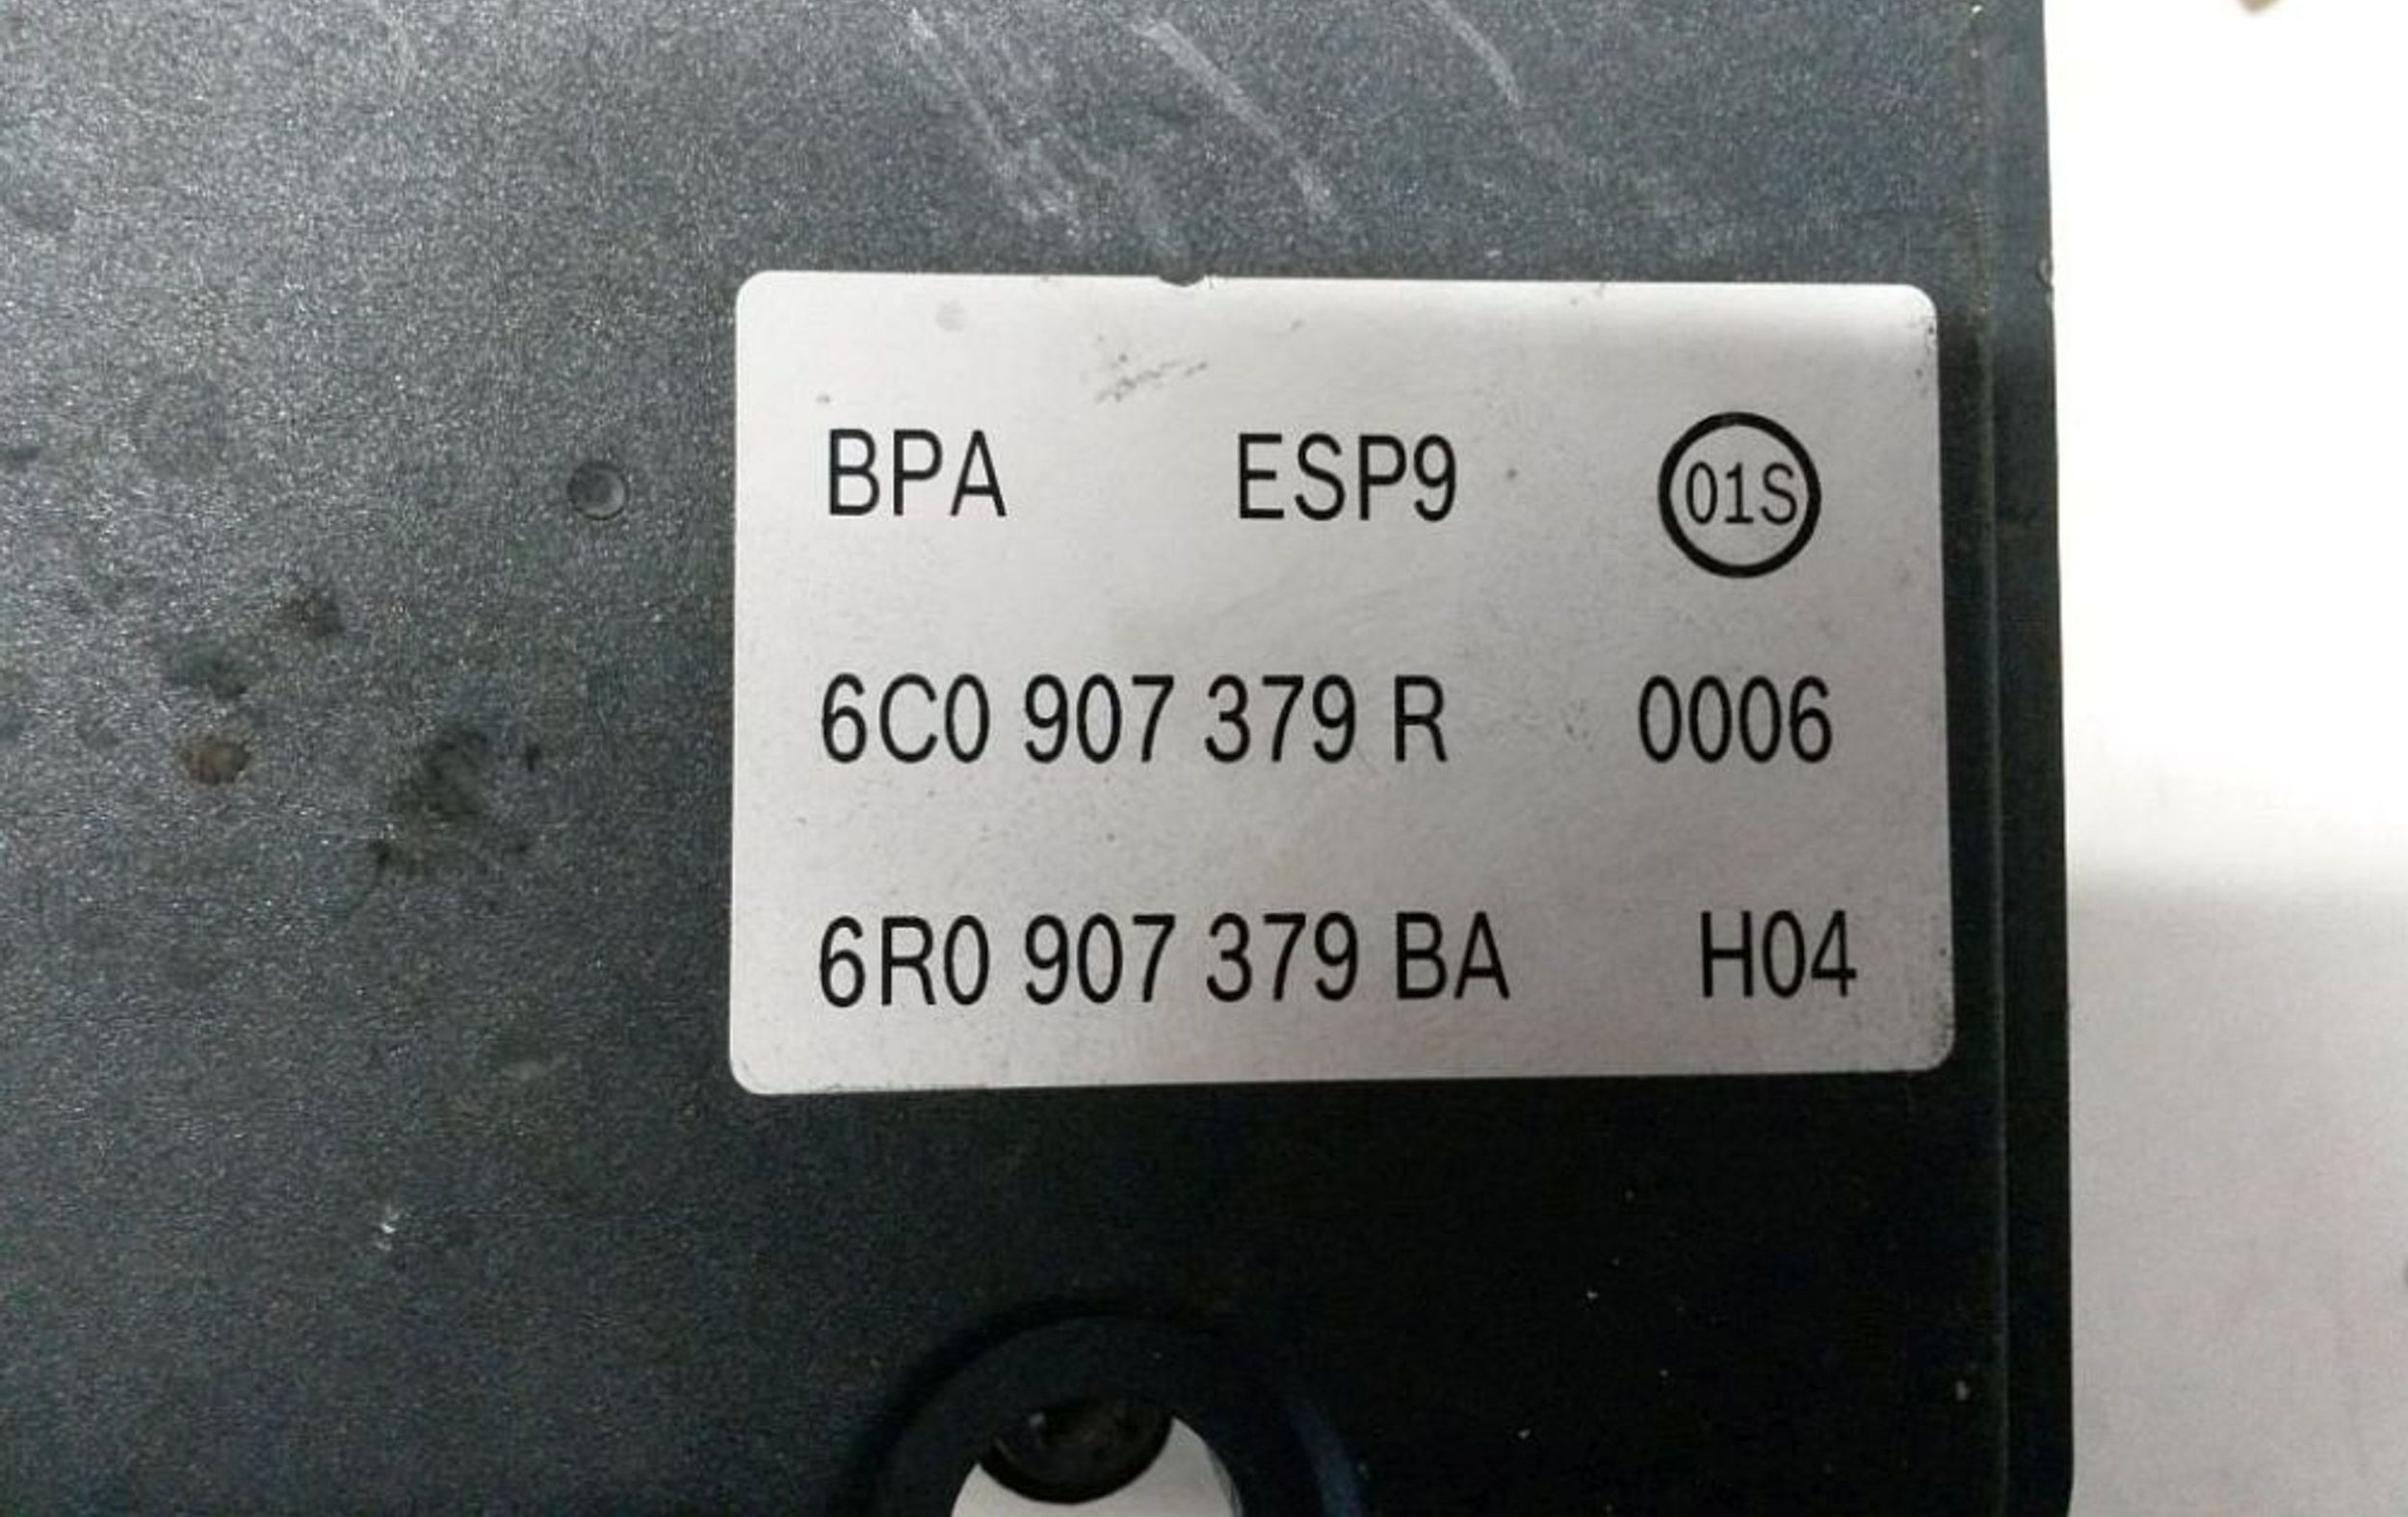 BPA ESP9 01S
6C0 907 379 R 0006
6R0 907 379 BA H04